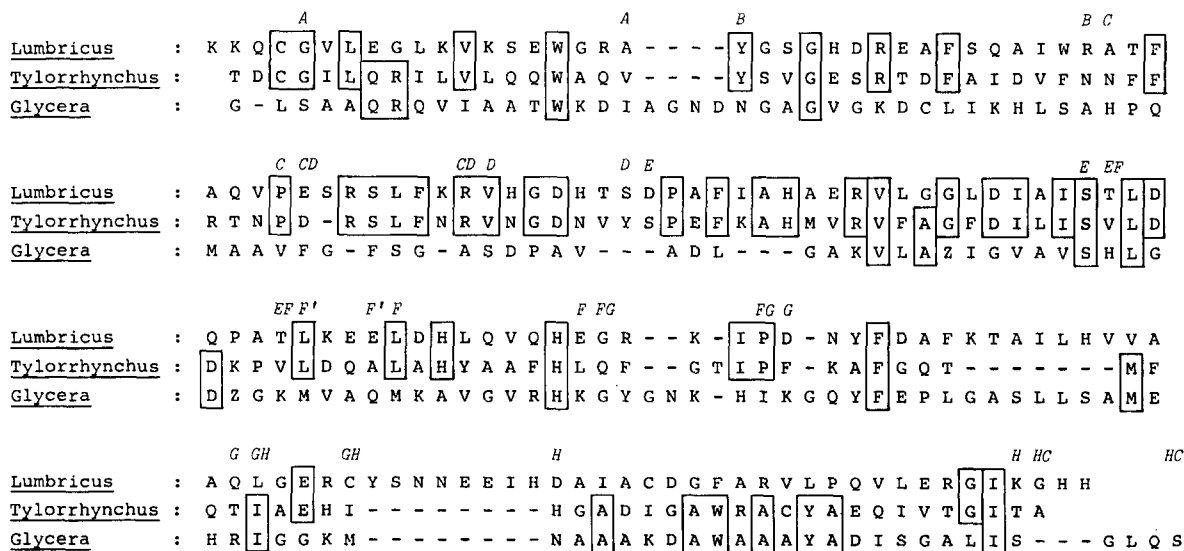 A A B B C
Lumbricus : K K Q C G V L E G L K V K S E W G R A - - - - Y G S G H D R E A F S Q A I W R A T F
Tylorrhynchus : T D C G I L Q R I L V L Q Q W A Q V - - - - Y S V G E S R T D F A I D V F N N F F
Glycera : G - L S A A Q R Q V I A A T W K D I A G N D N G A G V G K D C L I K H L S A H P Q
C CD CD D D E E EF
Lumbricus : A Q V P E S R S L F K R V H G D H T S D P A F I A H A E R V L G G L D I A I S T L D
Tylorrhynchus : R T N P D - R S L F N R V N G D N V Y S P E F K A H M V R V F A G F D I L I S V L D
Glycera : M A A V F G - F S G - A S D P A V - - - A D L - - - G A K V L A Z I G V A V S H L G
EF F' F' F F FG FG G
Lumbricus : Q P A T L K E E L D H L Q V Q H E G R - - K - I P D - N Y F D A F K T A I L H V V A
Tylorrhynchus : D K P V L D Q A L A H Y A A F H L Q F - - G T I P F - K A F G Q T - - - - - - - M F
Glycera : D Z G K M V A Q M K A V G V R H K G Y G N K - H I K G Q Y F E P L G A S L L S A M E
G GH GH H H HC HC
Lumbricus : A Q L G E R C Y S N N E E I H D A I A C D G F A R V L P Q V L E R G I K G H H
Tylorrhynchus : Q T I A E H I - - - - - - - - H G A D I G A W R A C Y A E Q I V T G I T A
Glycera : H R I G G K M - - - - - - - - N A A A K D A W A A A Y A D I S G A L I S - - G L Q S